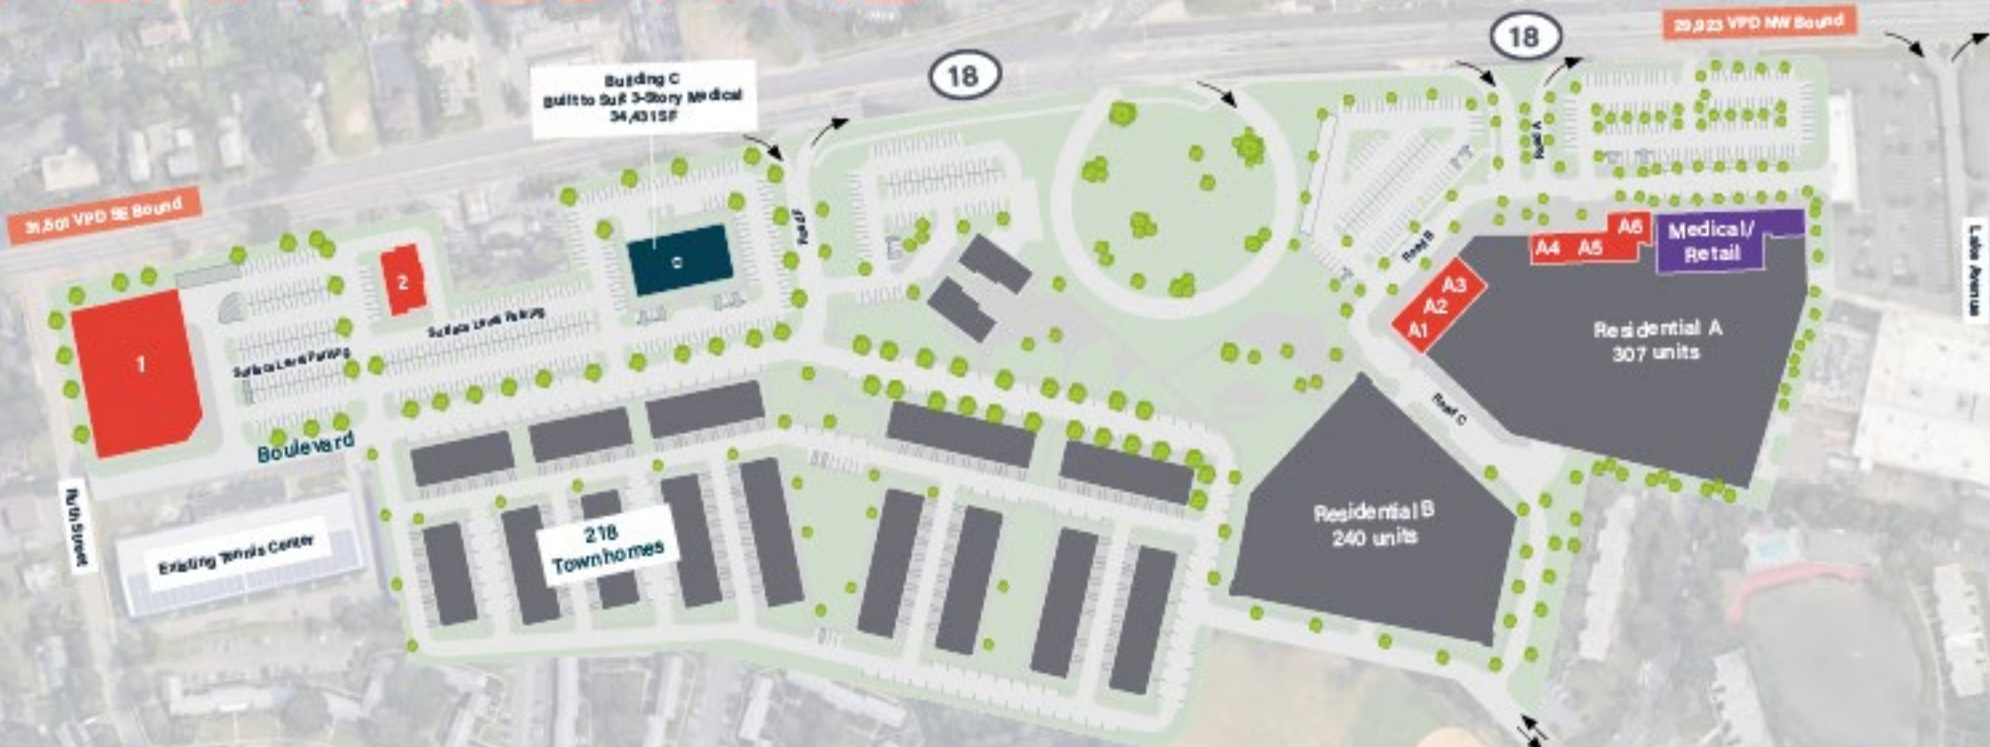 18
18
29,923 VPD NW Bound
Building C
Built to Suit 3-Story Medical
34,431 SF
31,501 VPD SE Bound
Road A
Road F
Road B
Lake Avenue
A6
A4 A5
Medical/
Retail
2
C
A3
A2
A1
Surface Level Parking
Surface Level Parking
1
Residential A
307 units
Road C
Boulevard
Ruth Street
Existing Tennis Center
218
Townhomes
Residential B
240 units